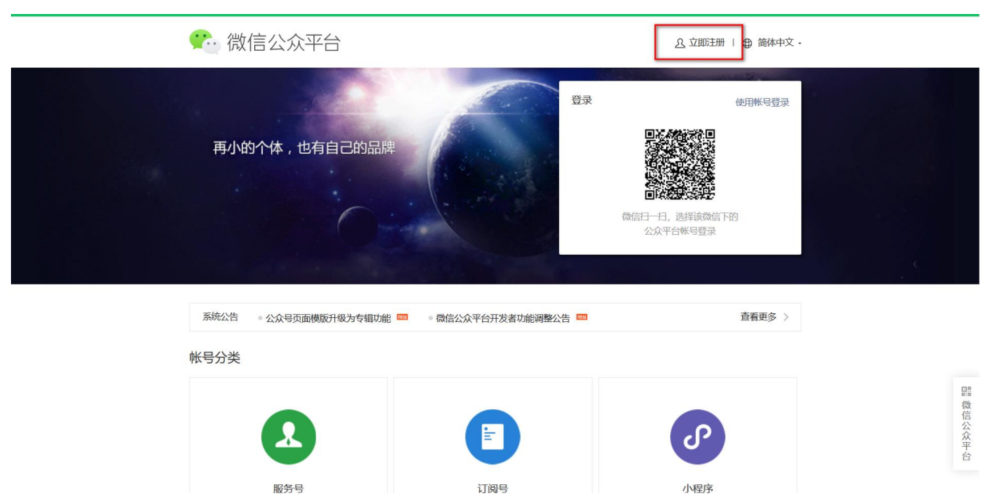 微信公众平台
立即注册 | 简体中文
登录
使用帐号登录
再小的个体，也有自己的品牌
微信扫一扫，选择该微信下的
公众平台帐号登录
系统公告
公众号页面模版升级为专辑功能
微信公众平台开发者功能调整公告
查看更多
帐号分类
服务号
订阅号
小程序
微信公众平台